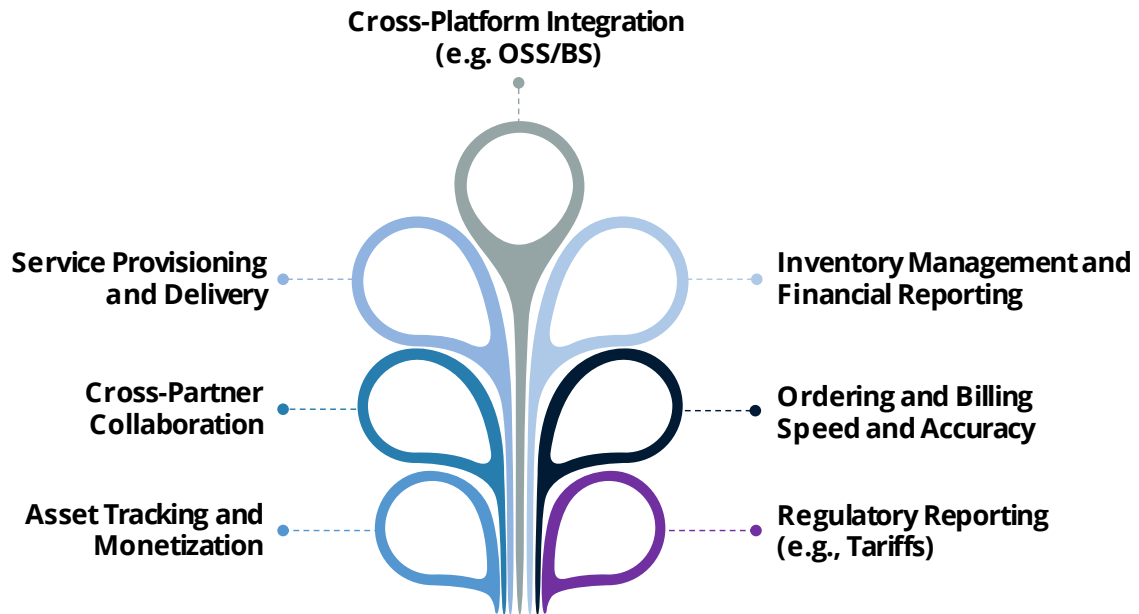 Cross-Platform Integration
(e.g. OSS/BS)
Service Provisioning
and Delivery
Inventory Management and
Financial Reporting
Cross-Partner
Collaboration
Ordering and Billing
Speed and Accuracy
Asset Tracking and
Monetization
Regulatory Reporting
(e.g., Tariffs)